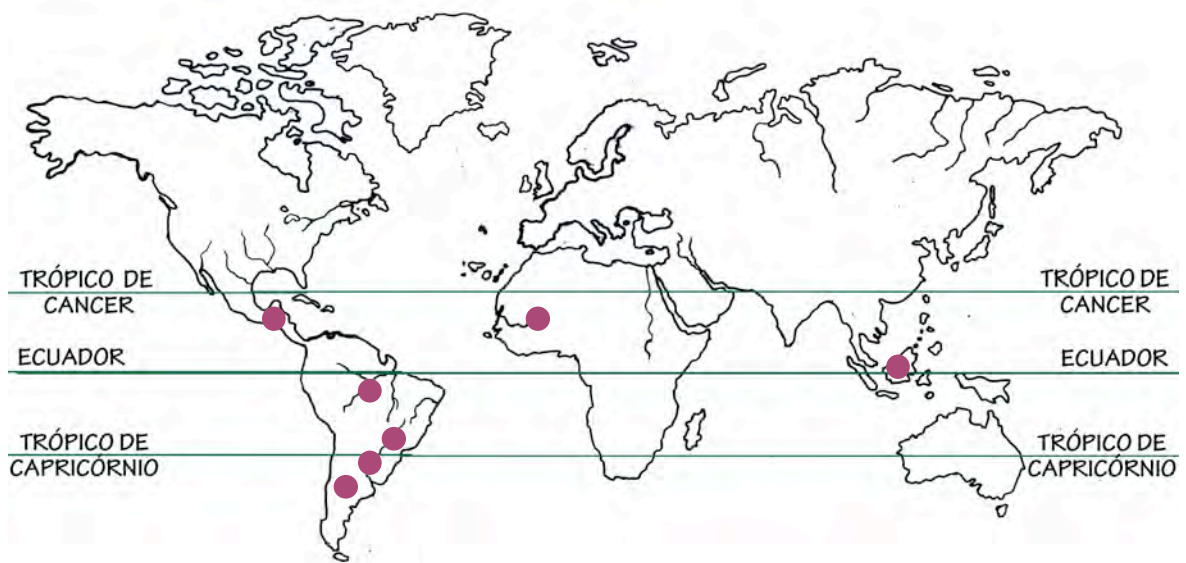 TRÓPICO DE
CANCER
ECUADOR
TRÓPICO DE
CAPRICÓRNIO
TRÓPICO DE
CANCER
ECUADOR
TRÓPICO DE
CAPRICÓRNIO